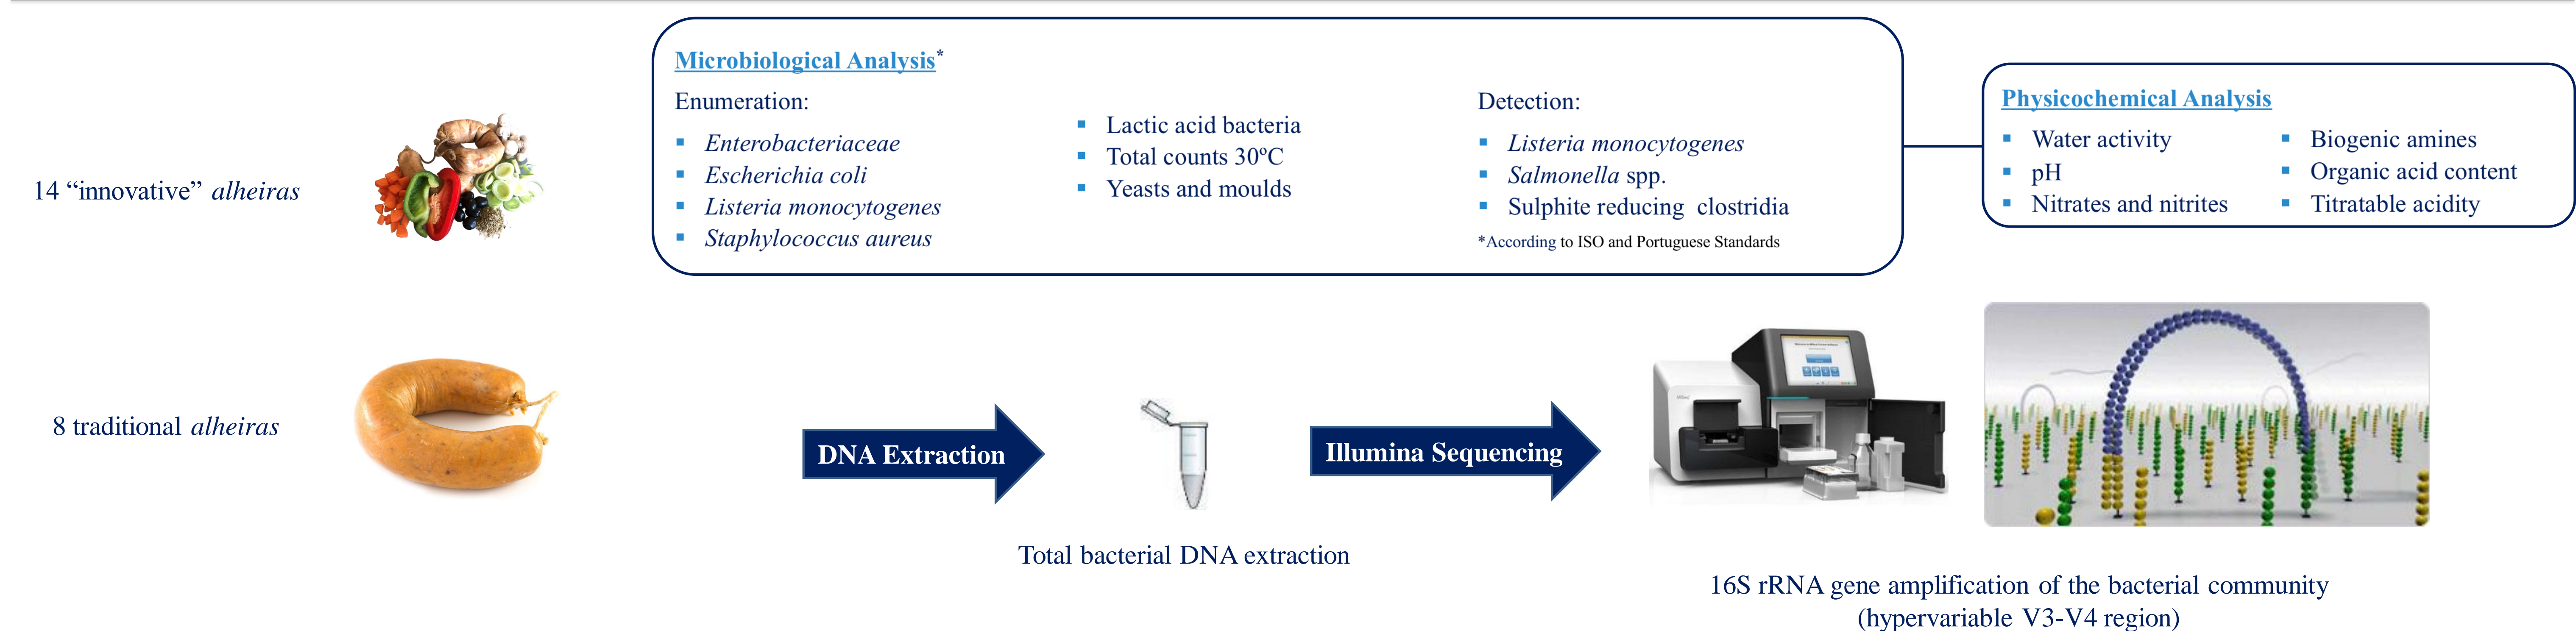 14 “innovative” alheiras
8 traditional alheiras
Microbiological Analysis*
Enumeration:
▪ Enterobacteriaceae
▪ Escherichia coli
▪ Listeria monocytogenes
▪ Staphylococcus aureus
▪ Lactic acid bacteria
▪ Total counts 30ºC
▪ Yeasts and moulds
Detection:
▪ Listeria monocytogenes
▪ Salmonella spp.
▪ Sulphite reducing clostridia
*According to ISO and Portuguese Standards
Physicochemical Analysis
▪ Water activity
▪ pH
▪ Nitrates and nitrites
▪ Biogenic amines
▪ Organic acid content
▪ Titratable acidity
DNA Extraction
Total bacterial DNA extraction
Illumina Sequencing
16S rRNA gene amplification of the bacterial community
(hypervariable V3-V4 region)